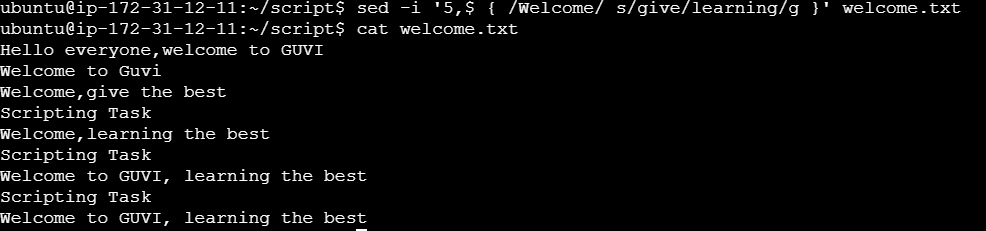 ubuntu@ip-172-31-12-11:~/script$ sed -i '5,$ { /Welcome/ s/give/learning/g }' welcome.txt
ubuntu@ip-172-31-12-11:~/script$ cat welcome.txt
Hello everyone,welcome to GUVI
Welcome to Guvi
Welcome,give the best
Scripting Task
Welcome,learning the best
Scripting Task
Welcome to GUVI, learning the best
Scripting Task
Welcome to GUVI, learning the best